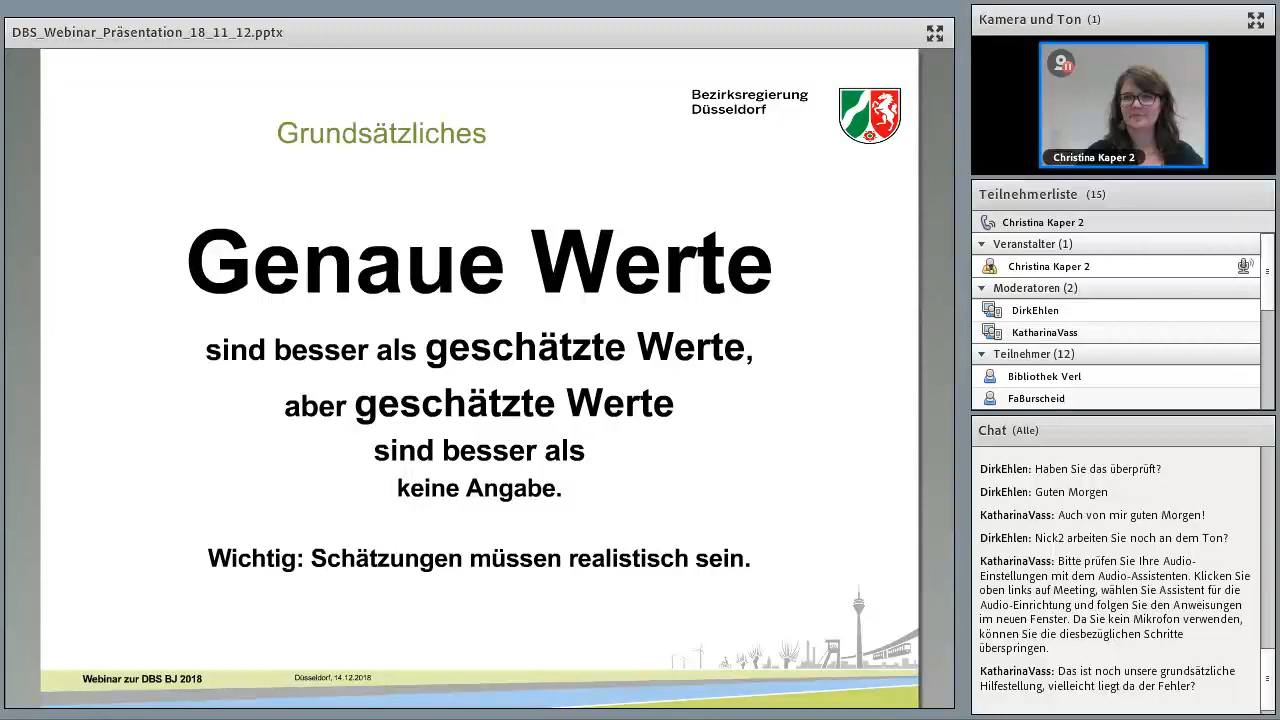 DBS_Webinar_Präsentation_18_11_12.pptx
Bezirksregierung
Düsseldorf
Grundsätzliches
Genaue Werte
sind besser als geschätzte Werte,
aber geschätzte Werte
sind besser als
keine Angabe.
Wichtig: Schätzungen müssen realistisch sein.
Webinar zur DBS BJ 2018
Düsseldorf, 14.12.2018
Kamera und Ton (1)
Christina Kaper 2
Teilnehmerliste (15)
Christina Kaper 2
Veranstalter (1)
Christina Kaper 2
Moderatoren (2)
DirkEhlen
KatharinaVass
Teilnehmer (12)
Bibliothek Verl
FaBurscheid
Chat (Alle)
DirkEhlen: Haben Sie das überprüft?
DirkEhlen: Guten Morgen
KatharinaVass: Auch von mir guten Morgen!
DirkEhlen: Nick2 arbeiten Sie noch an dem Ton?
KatharinaVass: Bitte prüfen Sie Ihre Audio-
Einstellungen mit dem Audio-Assistenten. Klicken Sie
oben links auf Meeting, wählen Sie Assistent für die
Audio-Einrichtung und folgen Sie den Anweisungen
im neuen Fenster. Da Sie kein Mikrofon verwenden,
können Sie die diesbezüglichen Schritte
überspringen.
KatharinaVass: Das ist noch unsere grundsätzliche
Hilfestellung, vielleicht liegt da der Fehler?